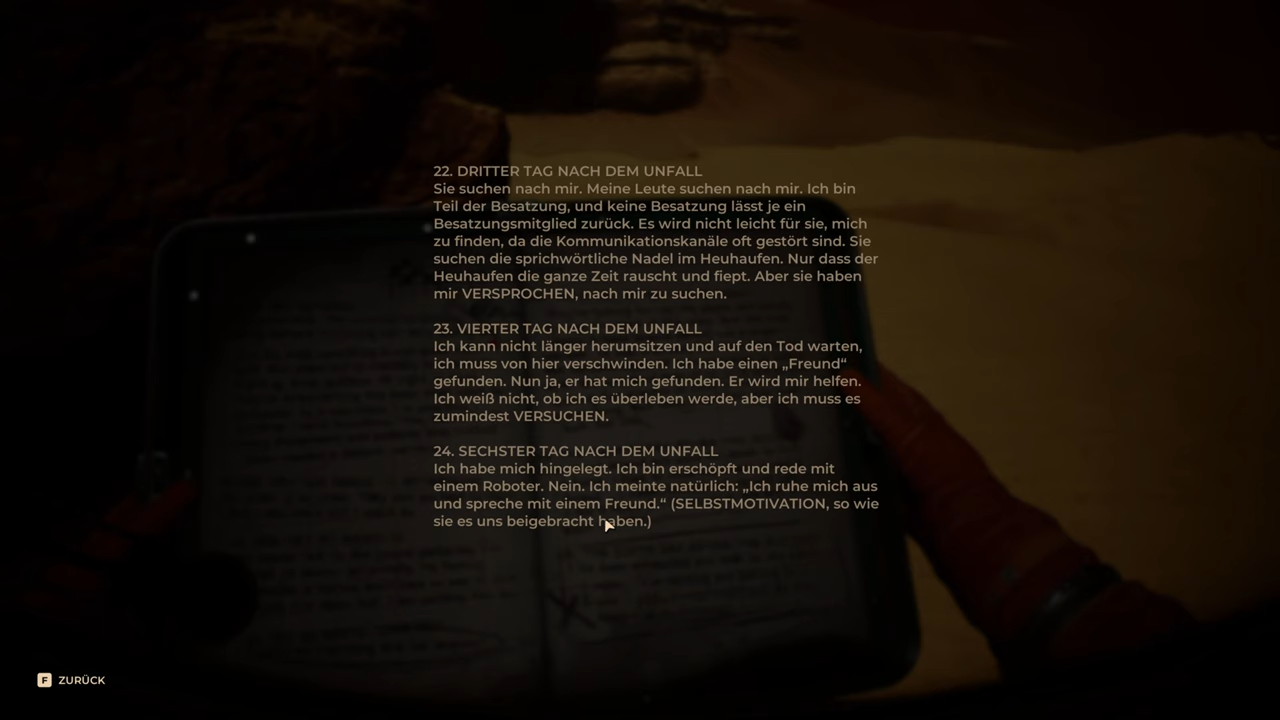 22. DRITTER TAG NACH DEM UNFALL
Sie suchen nach mir. Meine Leute suchen nach mir. Ich bin
Teil der Besatzung, und keine Besatzung lässt je ein
Besatzungsmitglied zurück. Es wird nicht leicht für sie, mich
zu finden, da die Kommunikationskanäle oft gestört sind. Sie
suchen die sprichwörtliche Nadel im Heuhaufen. Nur dass der
Heuhaufen die ganze Zeit rauscht und fiept. Aber sie haben
mir VERSPROCHEN, nach mir zu suchen.
23. VIERTER TAG NACH DEM UNFALL
Ich kann nicht länger herumsitzen und auf den Tod warten,
ich muss von hier verschwinden. Ich habe einen „Freund“
gefunden. Nun ja, er hat mich gefunden. Er wird mir helfen.
Ich weiß nicht, ob ich es überleben werde, aber ich muss es
zumindest VERSUCHEN.
24. SECHSTER TAG NACH DEM UNFALL
Ich habe mich hingelegt. Ich bin erschöpft und rede mit
einem Roboter. Nein. Ich meinte natürlich: „Ich ruhe mich aus
und spreche mit einem Freund.“ (SELBSTMOTIVATION, so wie
sie es uns beigebracht haben.)
F ZURÜCK